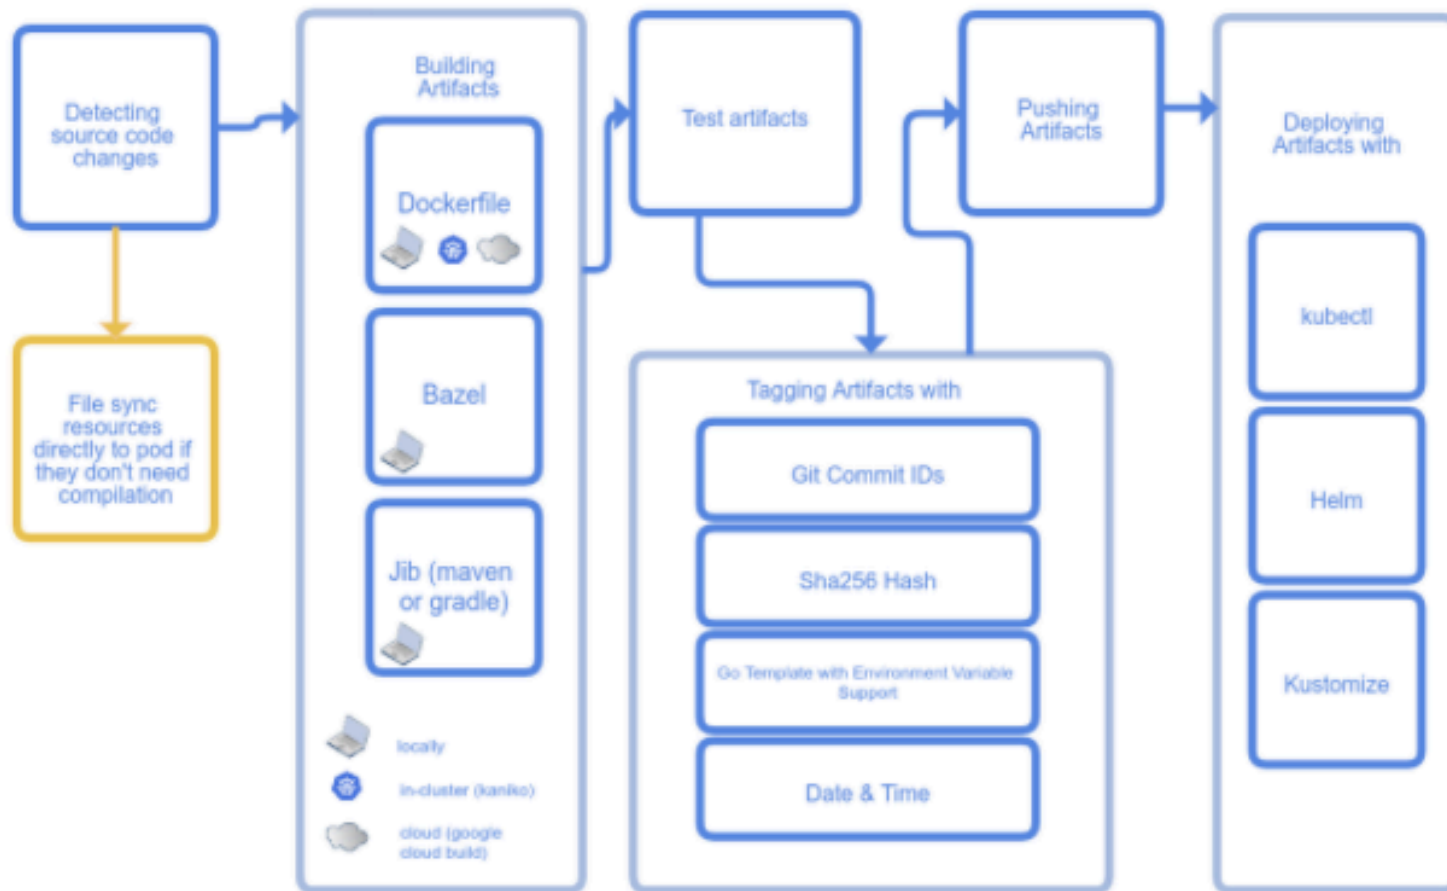 Detecting
source code
changes
File sync
resources
directly to pod if
they don't need
compilation
Building
Artifacts
Dockerfile
Bazel
Jib (maven
or gradle)
locally
in-cluster (kaniko)
cloud (google
cloud build)
Test artifacts
Tagging Artifacts with
Git Commit IDs
Sha256 Hash
Go Template with Environment Variable
Support
Date & Time
Pushing
Artifacts
Deploying
Artifacts with
kubectl
Helm
Kustomize